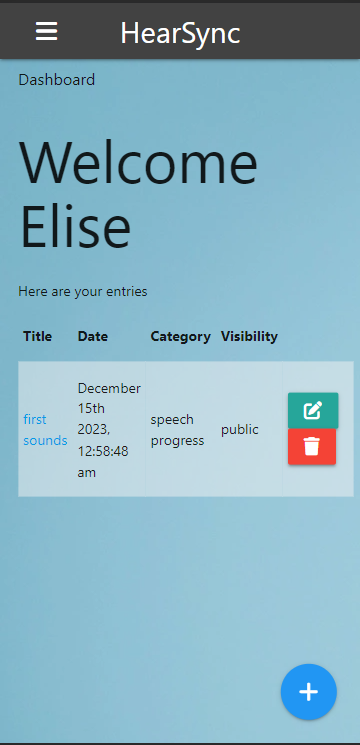 HearSync
Dashboard
Welcome
Elise
Here are your entries
Title Date Category Visibility
first
sounds
December
15th
2023,
12:58:48
am
speech
progress
public